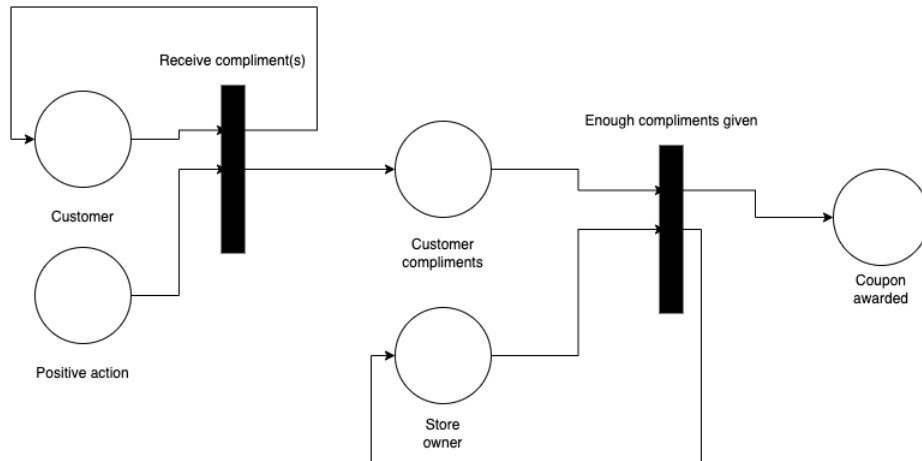 Receive compliment(s)
Enough compliments given
Customer
Customer
compliments
Coupon
awarded
Positive action
Store
owner